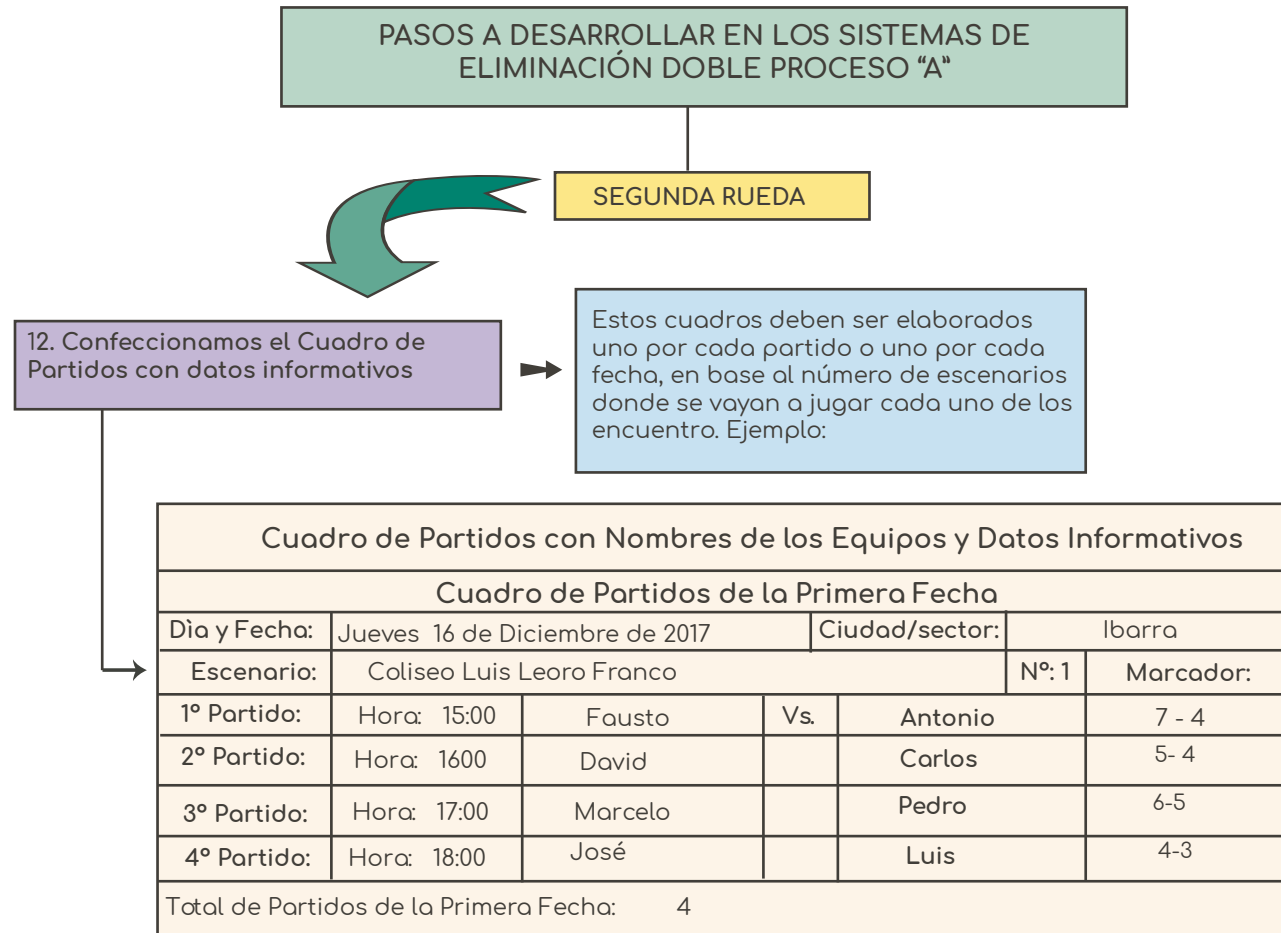 PASOS A DESARROLLAR EN LOS SISTEMAS DE
ELIMINACIÓN DOBLE PROCESO “A”
SEGUNDA RUEDA
12. Confeccionamos el Cuadro de
Partidos con datos informativos
Estos cuadros deben ser elaborados
uno por cada partido o uno por cada
fecha, en base al número de escenarios
donde se vayan a jugar cada uno de los
encuentro. Ejemplo:
Cuadro de Partidos con Nombres de los Equipos y Datos Informativos
Cuadro de Partidos de la Primera Fecha
Dìa y Fecha: Jueves 16 de Diciembre de 2017 Ciudad/sector: Ibarra
Escenario: Coliseo Luis Leoro Franco Nº: 1 Marcador:
1º Partido: Hora: 15:00 Fausto Vs. Antonio 7 - 4
2º Partido: Hora: 1600 David Carlos 5- 4
3º Partido: Hora: 17:00 Marcelo Pedro 6-5
4º Partido: Hora: 18:00 José Luis 4-3
Total de Partidos de la Primera Fecha: 4